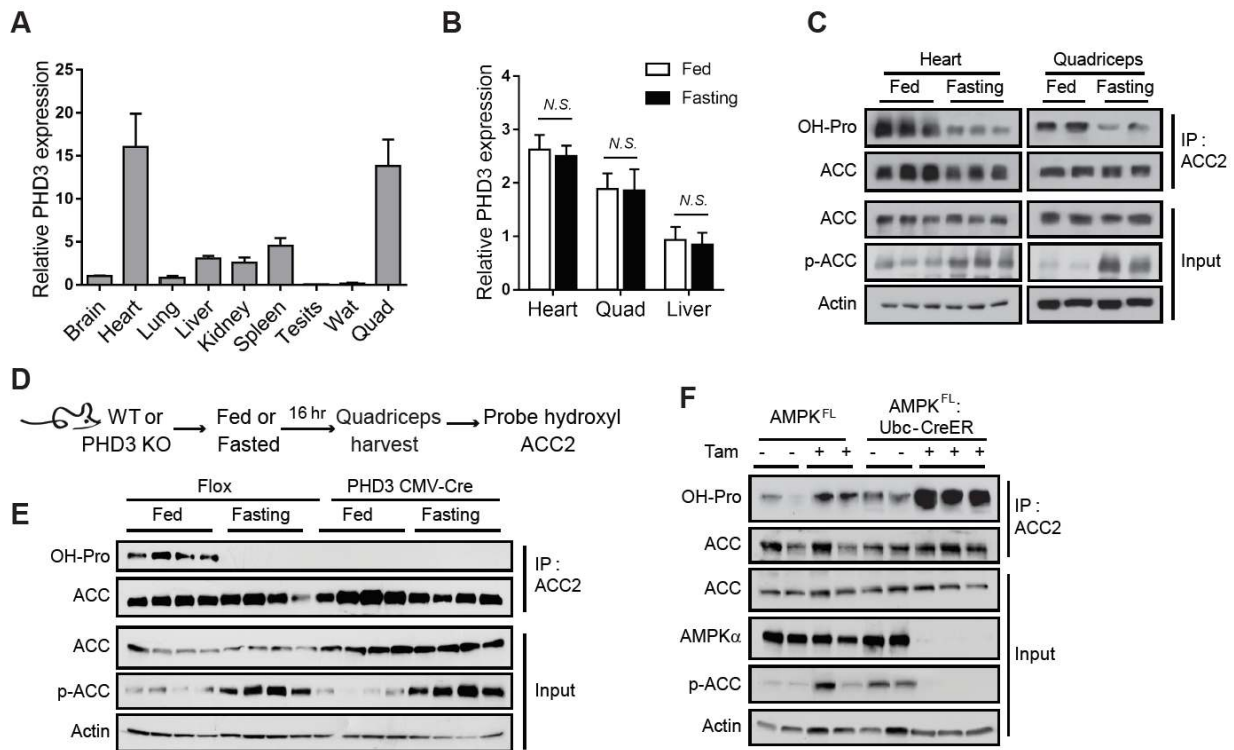 A
Relative PHD3 expression
25
20
15
10
5
0
Brain
Heart
Lung
Liver
Kidney
Spleen
Tesits
Wat
Quad
B
Relative PHD3 expression
4
3
2
1
0
Fed
Fasting
N.S.
N.S.
N.S.
Heart Quad Liver
C
Heart Quadriceps
Fed Fasting Fed Fasting
OH-Pro
ACC
IP :
ACC2
ACC
p-ACC
Actin
Input
D
WT or
PHD3 KO
Fed or
Fasted
16 hr
Quadriceps
harvest
Probe hydroxyl
ACC2
E
Flox PHD3 CMV-Cre
Fed Fasting Fed Fasting
OH-Pro
ACC
IP :
ACC2
ACC
p-ACC
Actin
Input
F
AMPKFL
AMPKFL:
Ubc-CreER
Tam - - + + - - + + +
OH-Pro
ACC
IP :
ACC2
ACC
AMPKα
p-ACC
Actin
Input